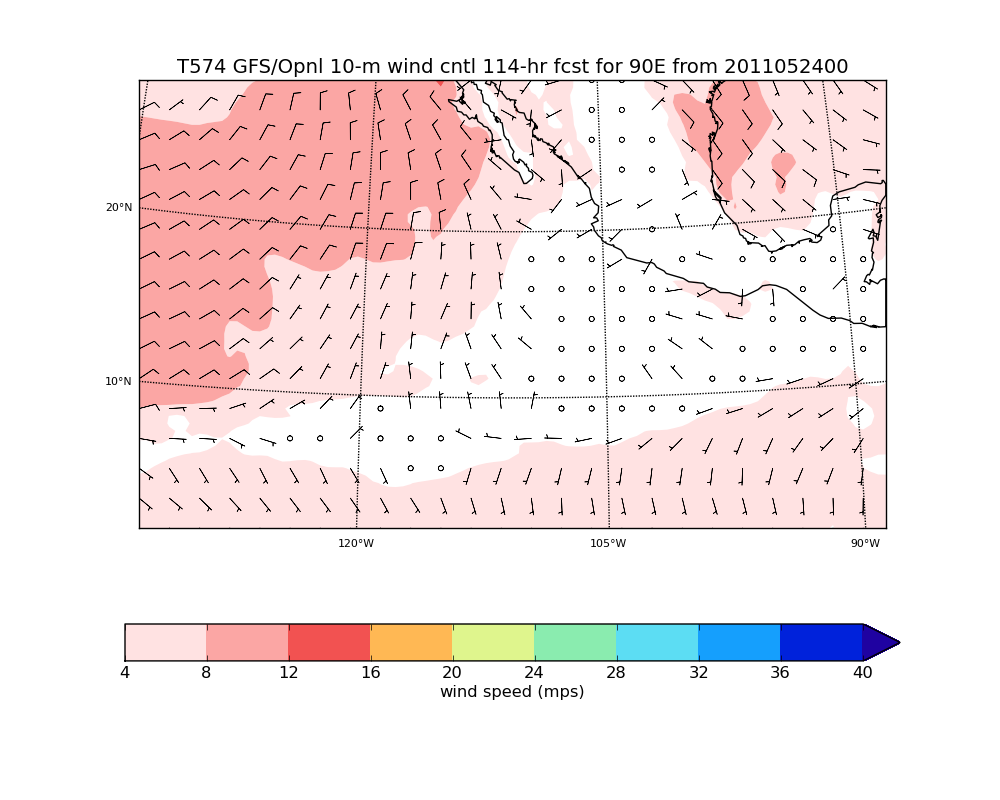 T574 GFS/Opnl 10-m wind cntl 114-hr fcst for 90E from 2011052400
20°N
10°N
120°W 105°W 90°W
4 8 12 16 20 24 28 32 36 40
wind speed (mps)